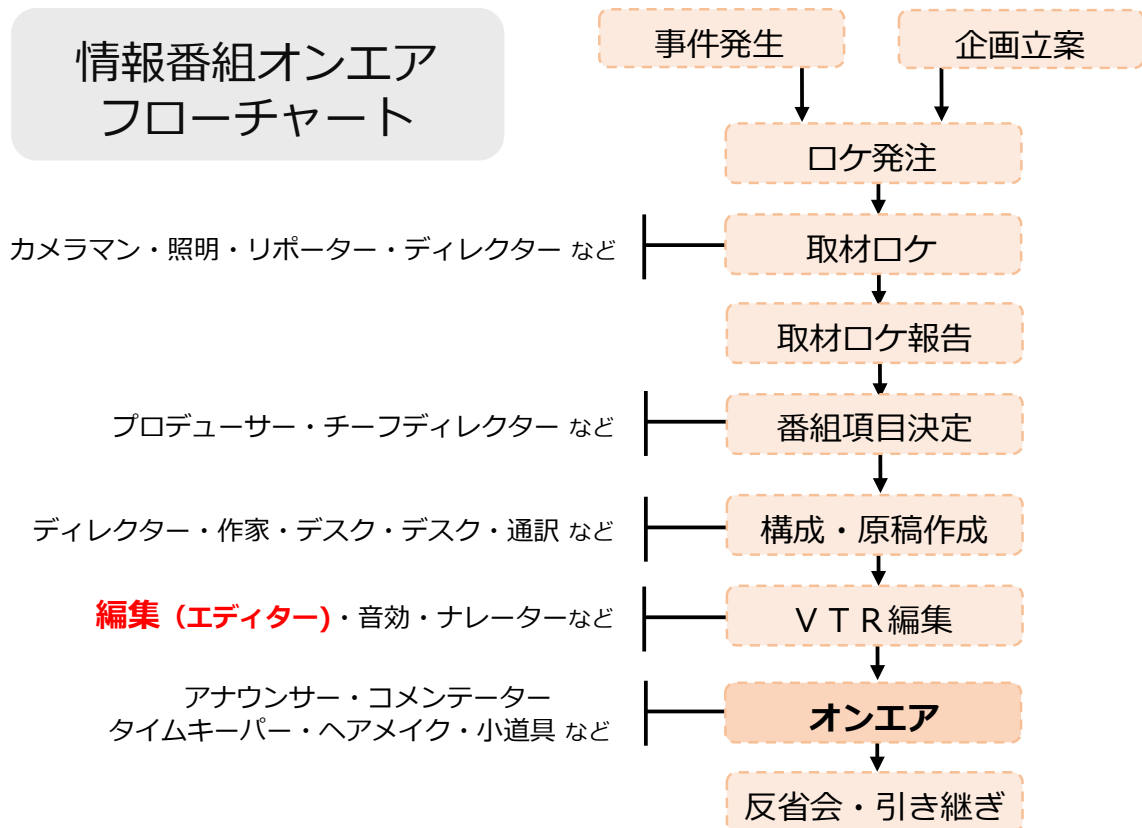 情報番組オンエア
フローチャート
事件発生
企画立案
ロケ発注
カメラマン・照明・リポーター・ディレクター など
取材ロケ
取材ロケ報告
プロデューサー・チーフディレクター など
番組項目決定
ディレクター・作家・デスク・デスク・通訳 など
構成・原稿作成
編集（エディター)・音効・ナレーターなど
ＶＴＲ編集
アナウンサー・コメンテーター
タイムキーパー・ヘアメイク・小道具 など
オンエア
反省会・引き継ぎ